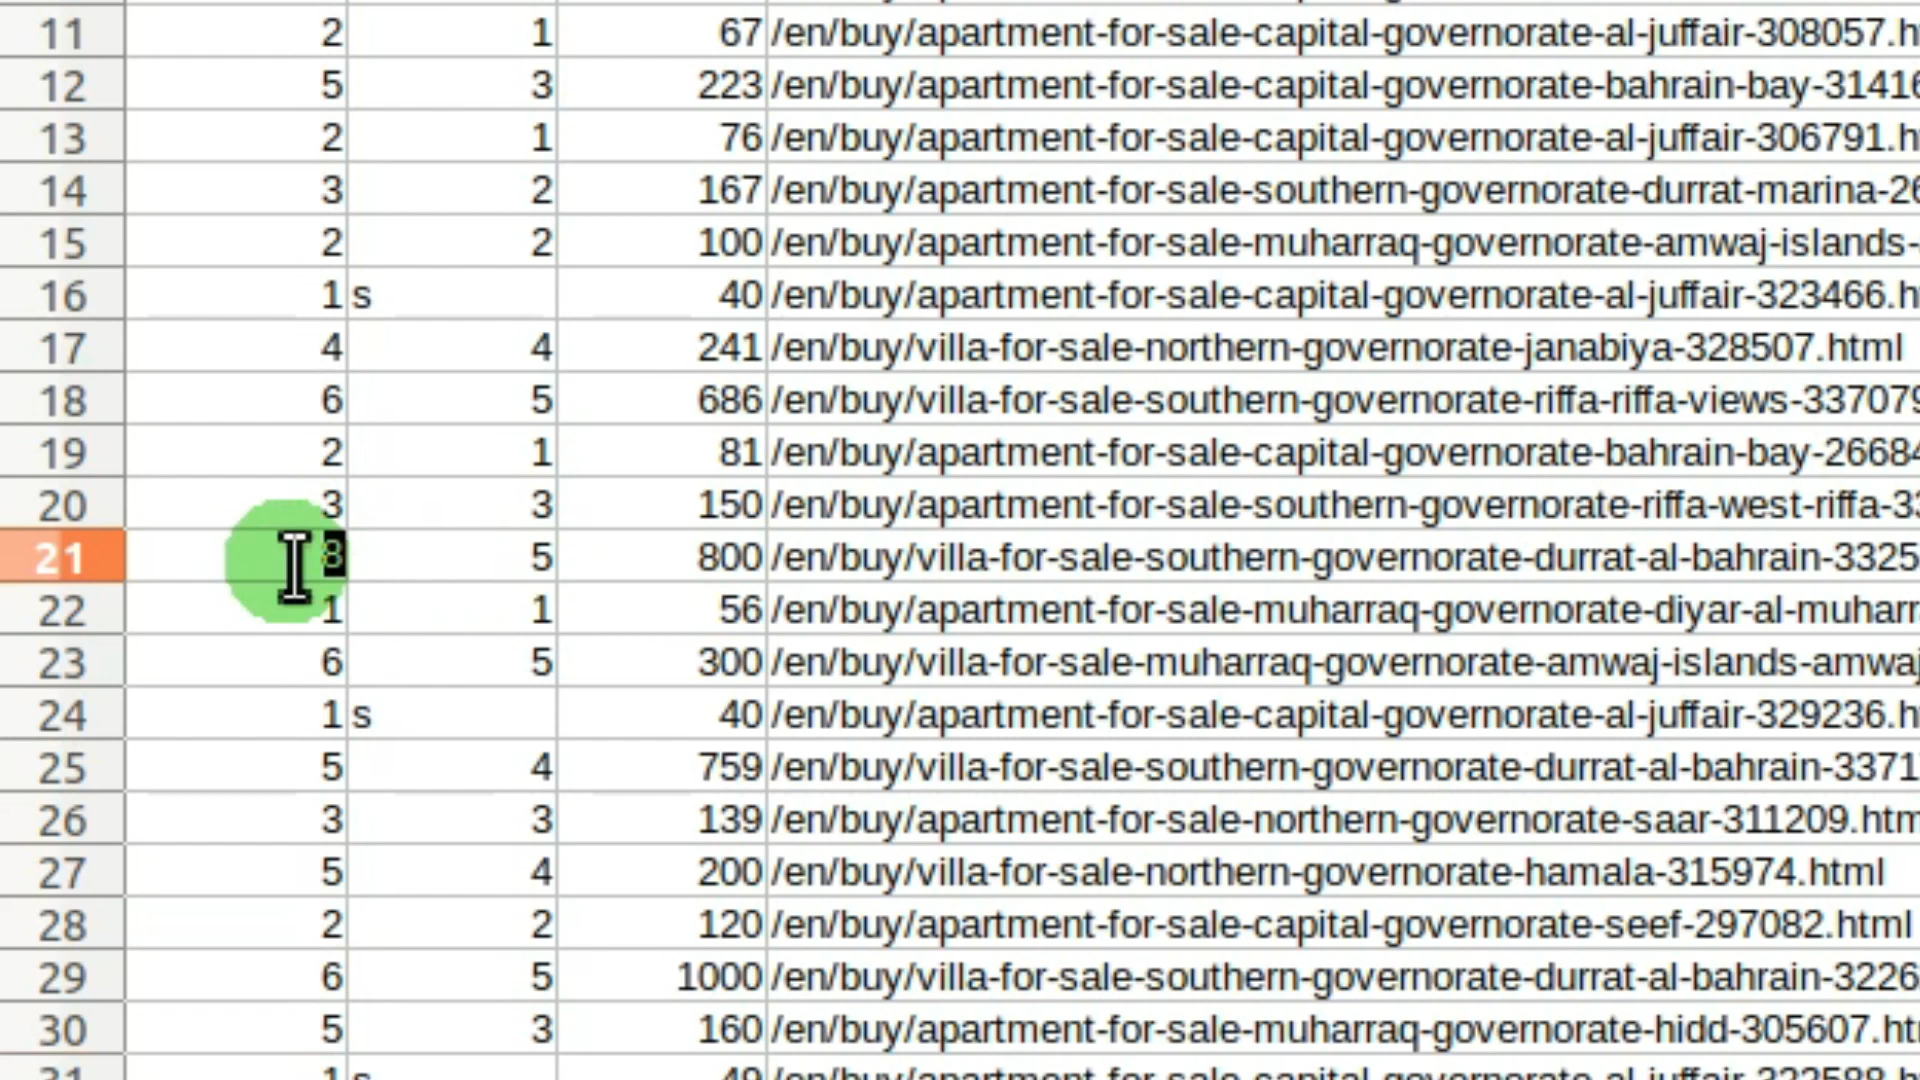 11 2 1 67 /en/buy/apartment-for-sale-capital-governorate-al-juffair-308057.h
12 5 3 223 /en/buy/apartment-for-sale-capital-governorate-bahrain-bay-31416
13 2 1 76 /en/buy/apartment-for-sale-capital-governorate-al-juffair-306791.h
14 3 2 167 /en/buy/apartment-for-sale-southern-governorate-durrat-marina-26
15 2 2 100 /en/buy/apartment-for-sale-muharraq-governorate-amwaj-islands-
16 1 s 40 /en/buy/apartment-for-sale-capital-governorate-al-juffair-323466.h
17 4 4 241 /en/buy/villa-for-sale-northern-governorate-janabiya-328507.html
18 6 5 686 /en/buy/villa-for-sale-southern-governorate-riffa-riffa-views-337079
19 2 1 81 /en/buy/apartment-for-sale-capital-governorate-bahrain-bay-26684
20 3 3 150 /en/buy/apartment-for-sale-southern-governorate-riffa-west-riffa-33
21 8 5 800 /en/buy/villa-for-sale-southern-governorate-durrat-al-bahrain-3325
22 1 1 56 /en/buy/apartment-for-sale-muharraq-governorate-diyar-al-muharr
23 6 5 300 /en/buy/villa-for-sale-muharraq-governorate-amwaj-islands-amwaj
24 1 s 40 /en/buy/apartment-for-sale-capital-governorate-al-juffair-329236.h
25 5 4 759 /en/buy/villa-for-sale-southern-governorate-durrat-al-bahrain-3371
26 3 3 139 /en/buy/apartment-for-sale-northern-governorate-saar-311209.htm
27 5 4 200 /en/buy/villa-for-sale-northern-governorate-hamala-315974.html
28 2 2 120 /en/buy/apartment-for-sale-capital-governorate-seef-297082.html
29 6 5 1000 /en/buy/villa-for-sale-southern-governorate-durrat-al-bahrain-3226
30 5 3 160 /en/buy/apartment-for-sale-muharraq-governorate-hidd-305607.ht